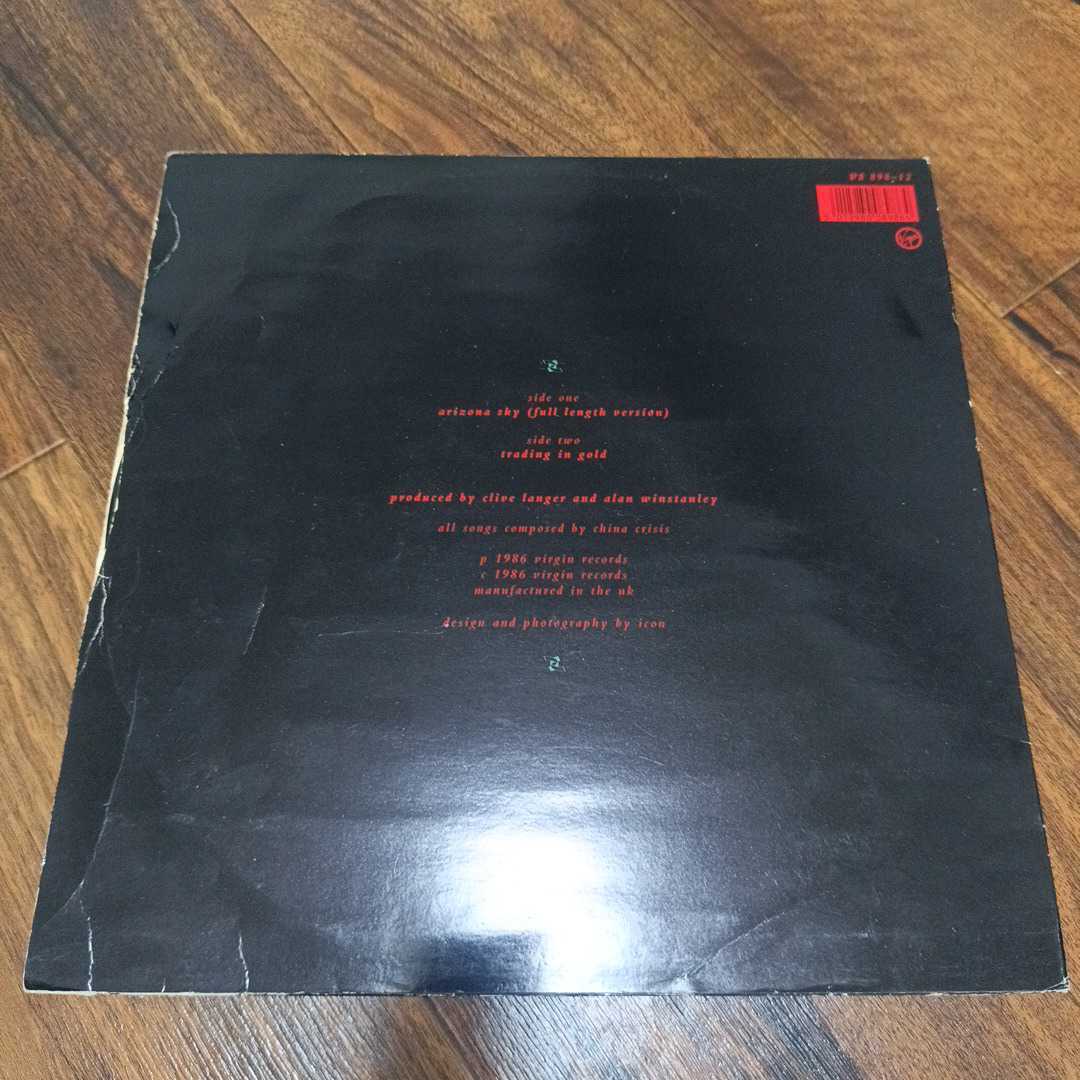 VS 898-12
Virgin
side one
arizona sky (full length version)
side two
trading in gold
produced by clive langer and alan winstanley
all songs composed by china crisis
p 1986 virgin records
c 1986 virgin records
manufactured in the uk
design and photography by icon